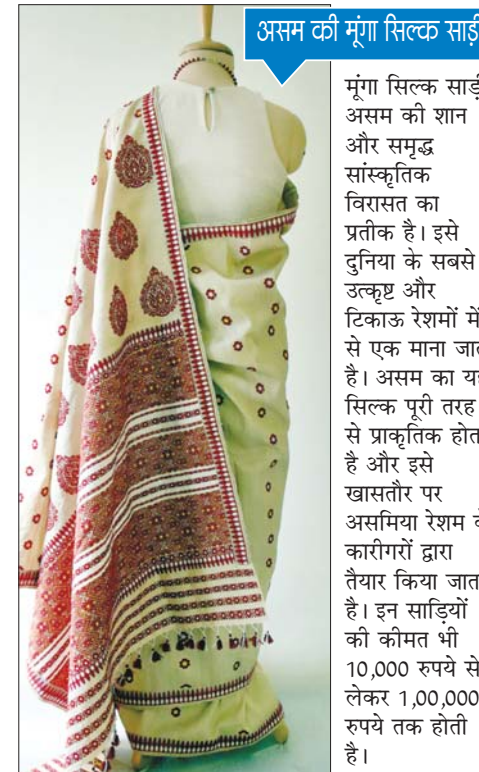 असम की मूंगा सिल्क साड़ी
मूंगा सिल्क साड़ी
असम की शान
और समृद्ध
सांस्कृतिक
विरासत का
प्रतीक है। इसे
दुनिया के सबसे
उत्कृष्ट और
टिकाऊ रेशमों में
से एक माना
है। असम का
सिल्क पूरी तरह
से प्राकृतिक
है और इसे
खासतौर पर
असमिया रेशम
कारीगरों द्वारा
तैयार किया
है। इन साड़ियों
की कीमत भी
10,000 रुपये से
लेकर 1,00,000
रुपये तक होती
है।